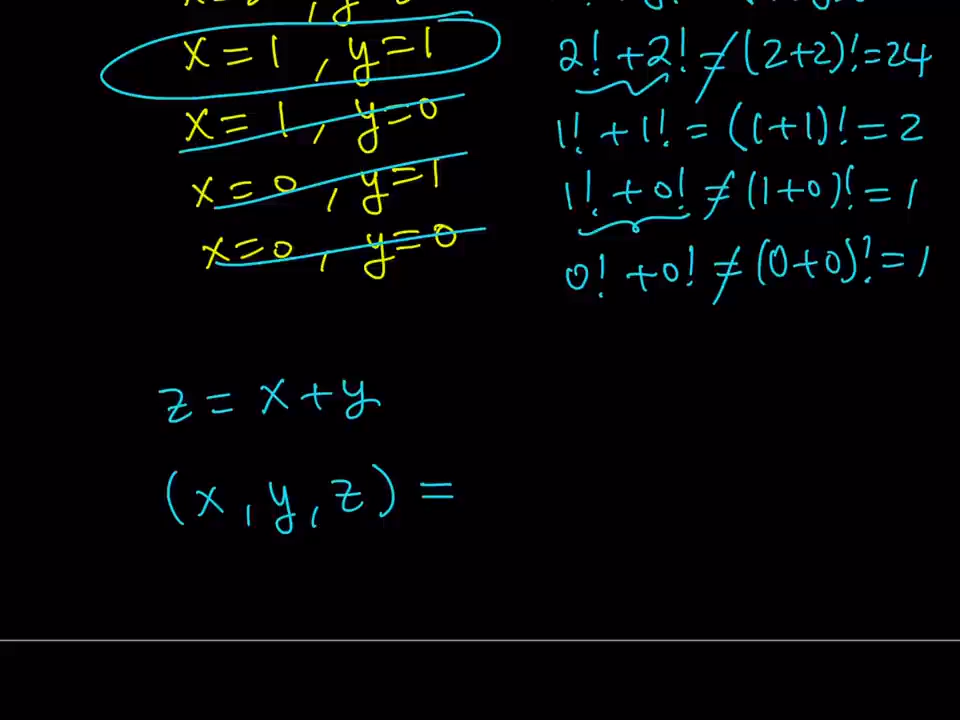 x = 1 , y = 1
2! + 2! ≠ (2+2)! = 24
x = 1 , y = 0
1! + 1! = (1+1)! = 2
x = 0 , y = 1
1! + 0! ≠ (1+0)! = 1
x = 0 , y = 0
0! + 0! ≠ (0+0)! = 1
z = x + y
(x, y, z) =